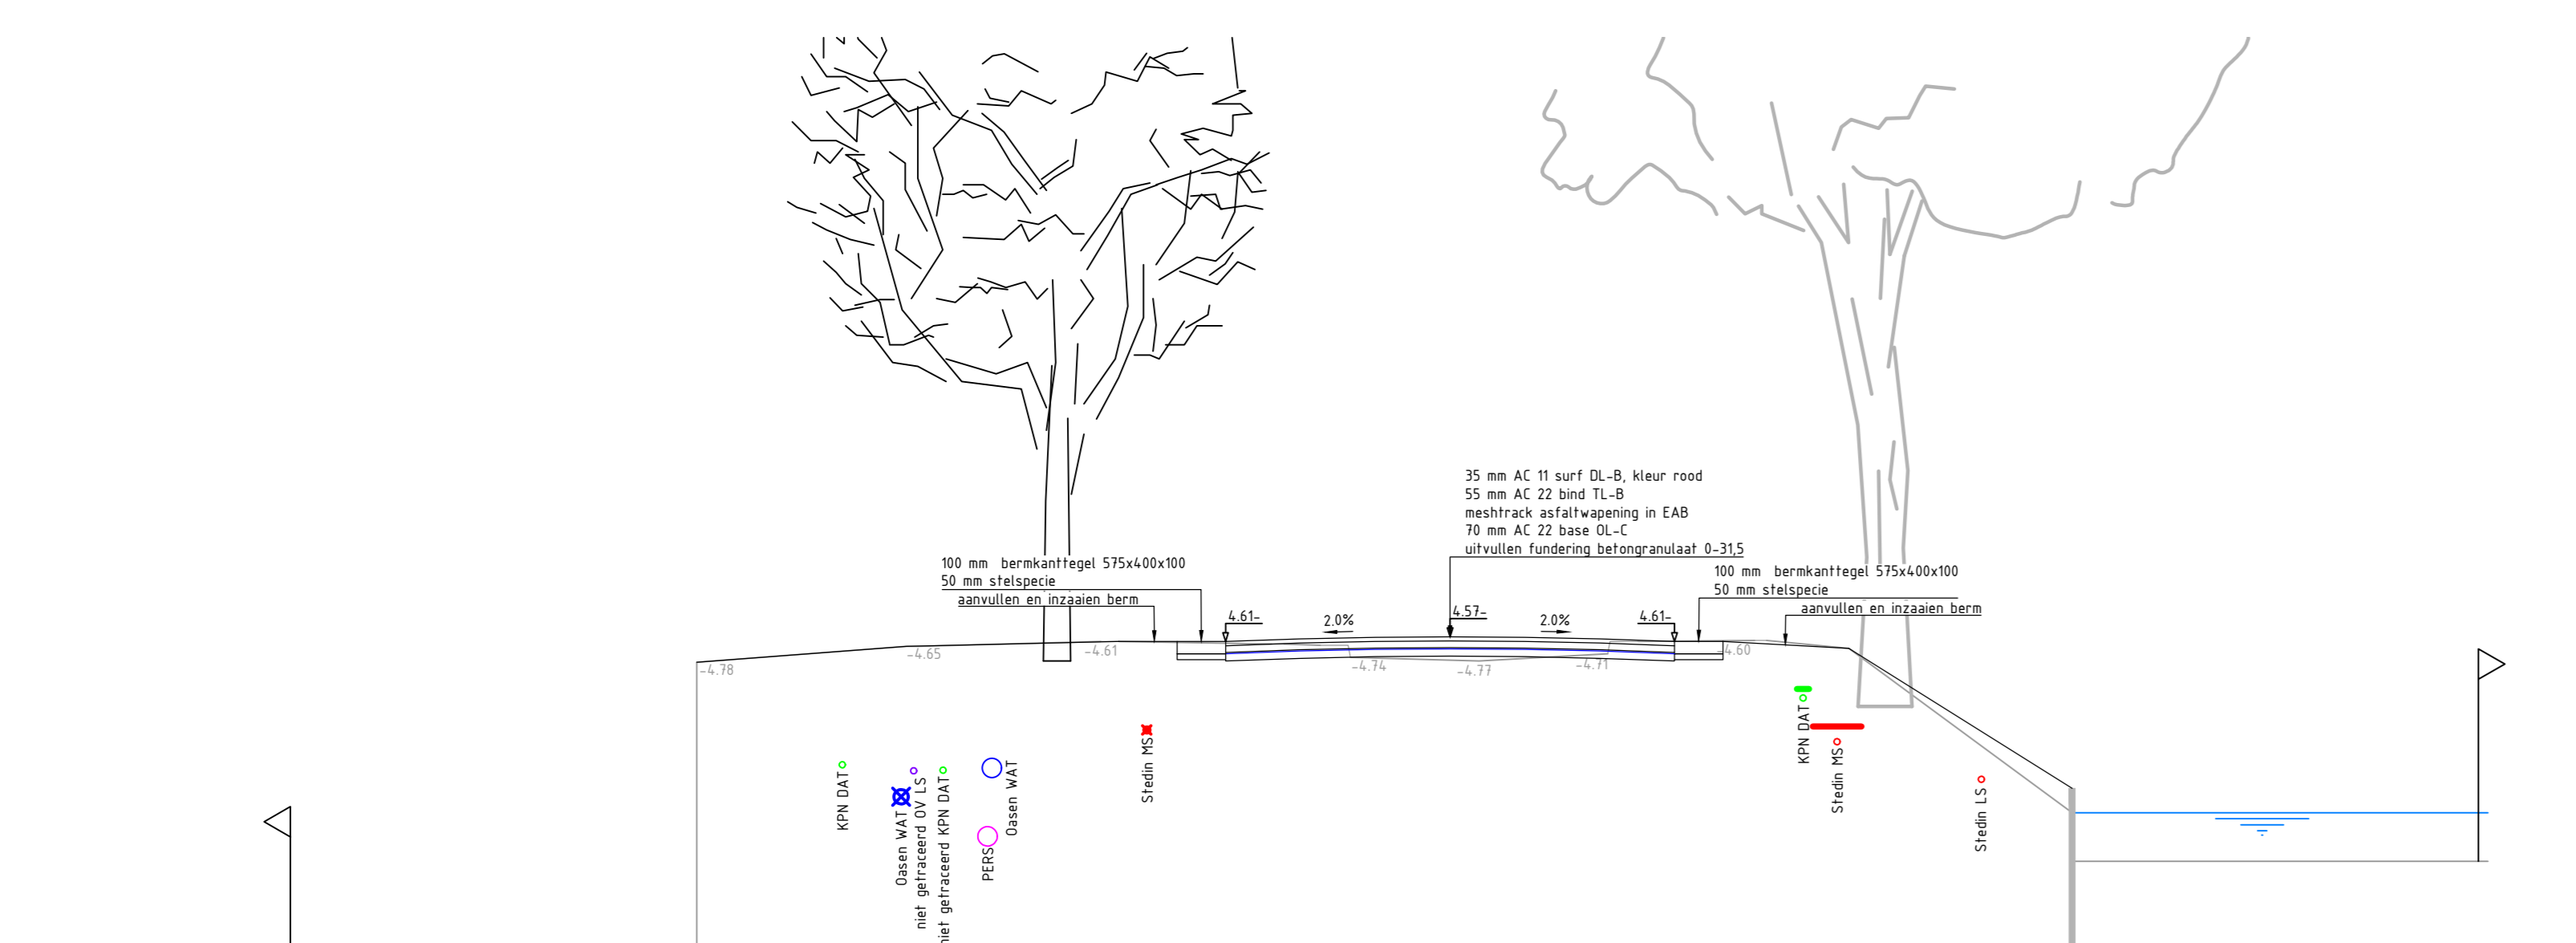 35 mm AC 11 surf DL-B, kleur rood
55 mm AC 22 bind TL-B
meshtrack asfaltwapening in EAB
70 mm AC 22 base OL-C
uitvullen fundering betongranulaat 0-31,5
100 mm bermkanttegel 575x400x100
50 mm stelspecie
aanvullen en inzaaien berm
100 mm bermkanttegel 575x400x100
50 mm stelspecie
aanvullen en inzaaien berm
4.61-
2.0%
4.57-
2.0%
4.61-
-4.78
-4.65
-4.61
-4.74
-4.77
-4.71
-4.60
KPN DAT
Oasen WAT
niet getraceerd OV LS
niet getraceerd KPN DAT
PERS
Oasen WAT
Stedin MS
KPN DAT
Stedin MS
Stedin LS